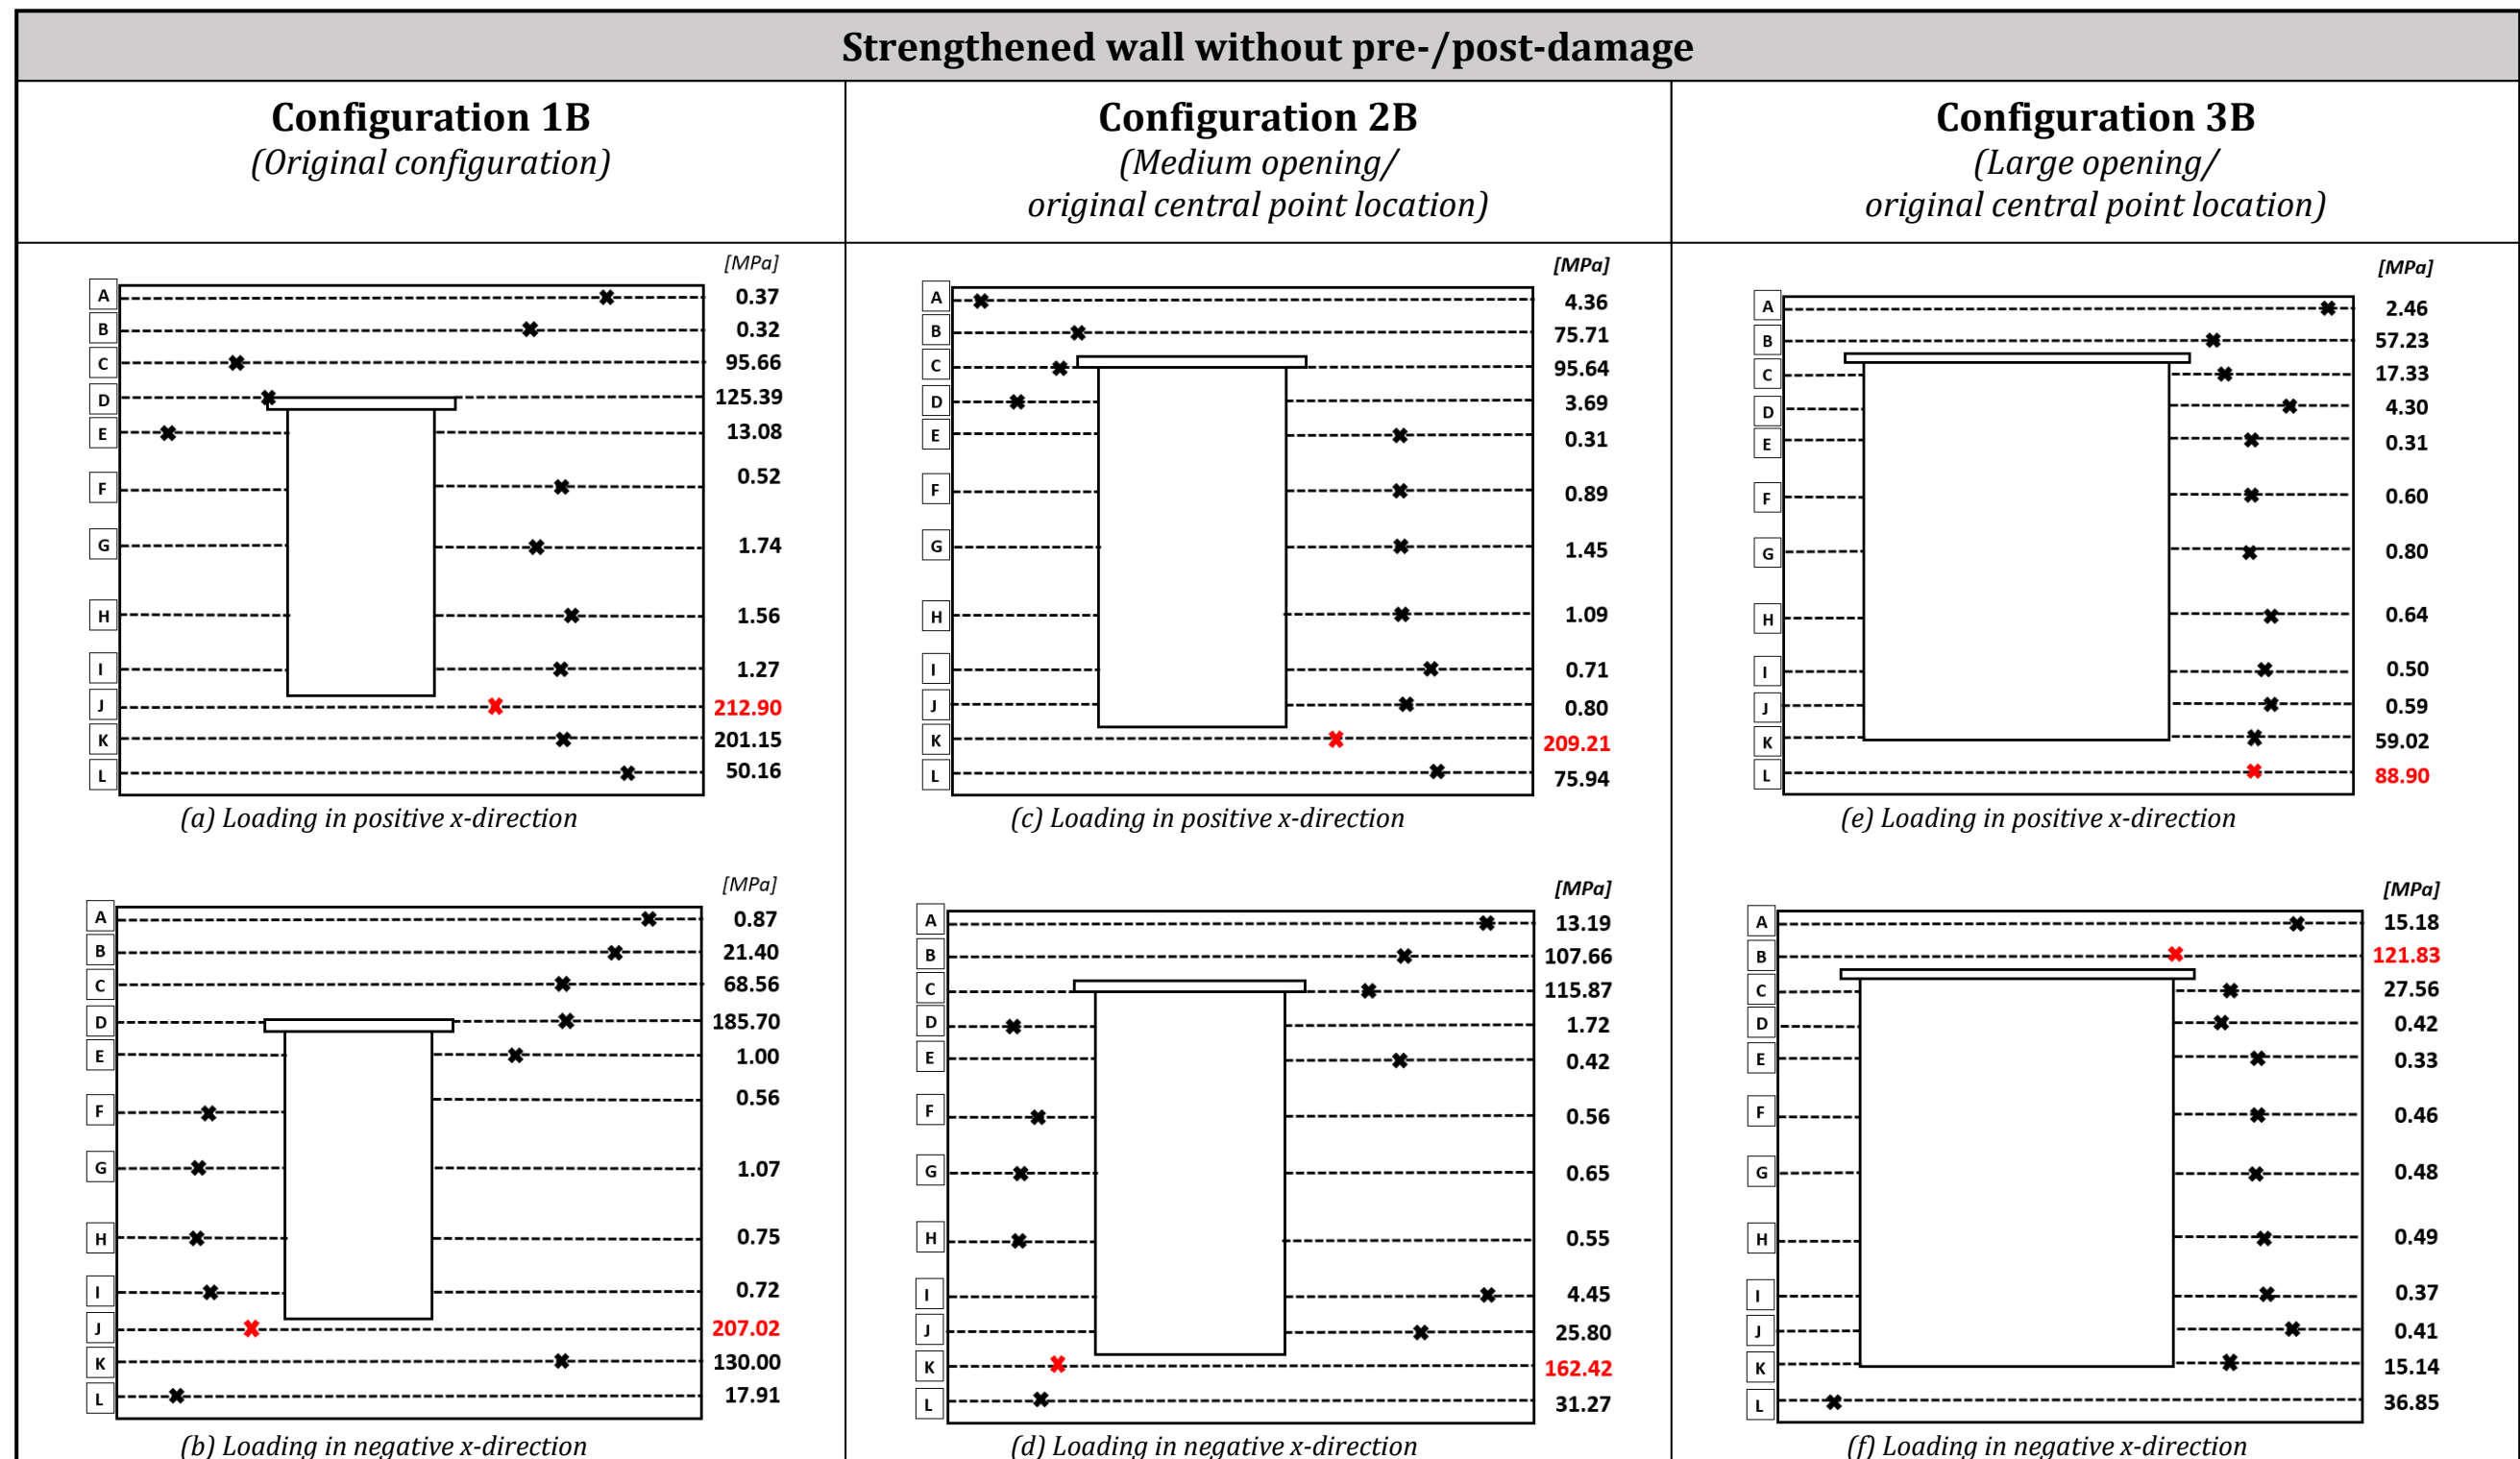 Strengthened wall without pre-/post-damage
Configuration 1B
(Original configuration)
Configuration 2B
(Medium opening/
original central point location)
Configuration 3B
(Large opening/
original central point location)
[MPa]
A 0.37
B 0.32
C 95.66
D 125.39
E 13.08
F 0.52
G 1.74
H 1.56
I 1.27
J 212.90
K 201.15
L 50.16
(a) Loading in positive x-direction
[MPa]
A 4.36
B 75.71
C 95.64
D 3.69
E 0.31
F 0.89
G 1.45
H 1.09
I 0.71
J 0.80
K 209.21
L 75.94
(c) Loading in positive x-direction
[MPa]
A 2.46
B 57.23
C 17.33
D 4.30
E 0.31
F 0.60
G 0.80
H 0.64
I 0.50
J 0.59
K 59.02
L 88.90
(e) Loading in positive x-direction
[MPa]
A 0.87
B 21.40
C 68.56
D 185.70
E 1.00
F 0.56
G 1.07
H 0.75
I 0.72
J 207.02
K 130.00
L 17.91
(b) Loading in negative x-direction
[MPa]
A 13.19
B 107.66
C 115.87
D 1.72
E 0.42
F 0.56
G 0.65
H 0.55
I 4.45
J 25.80
K 162.42
L 31.27
(d) Loading in negative x-direction
[MPa]
A 15.18
B 121.83
C 27.56
D 0.42
E 0.33
F 0.46
G 0.48
H 0.49
I 0.37
J 0.41
K 15.14
L 36.85
(f) Loading in negative x-direction